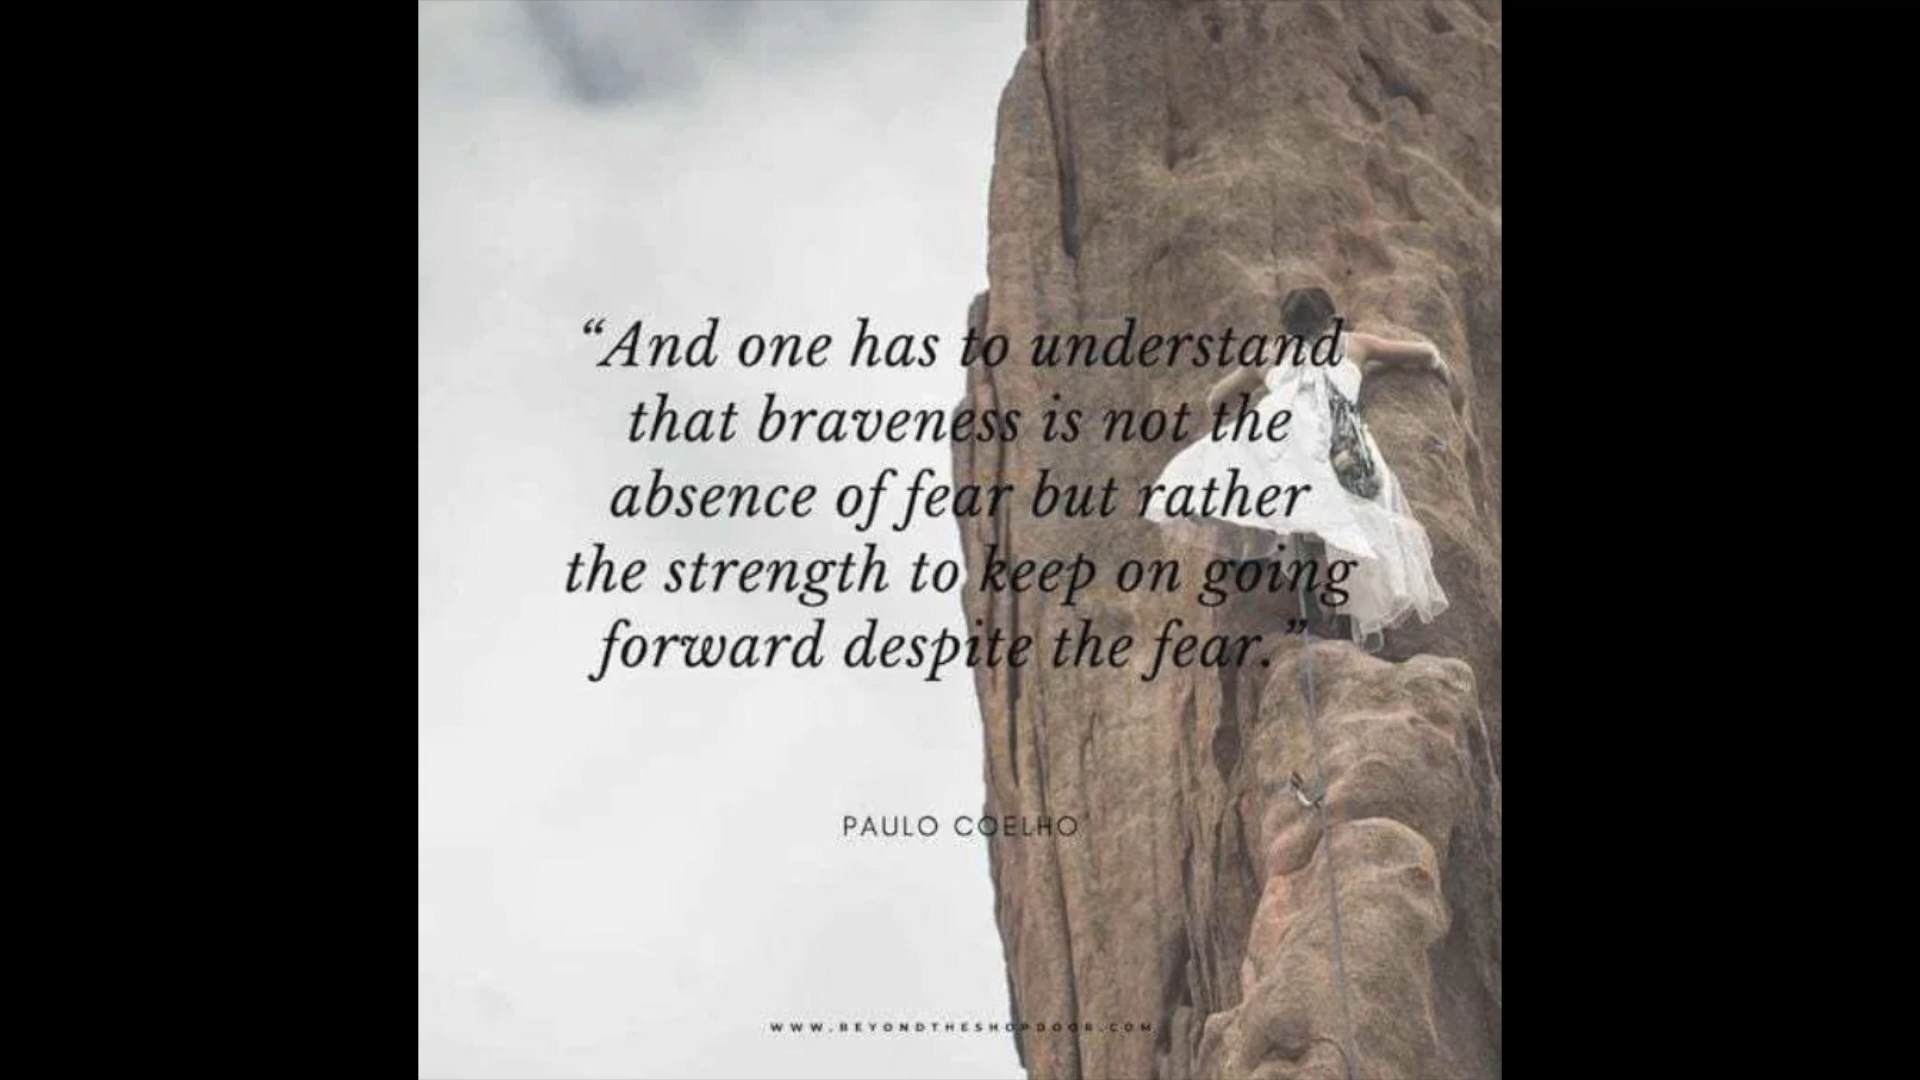 “And one has to understand
that braveness is not the
absence of fear but rather
the strength to keep on going
forward despite the fear.”
PAULO COELHO
WWW.BEYONDTHESHOPDOOR.COM